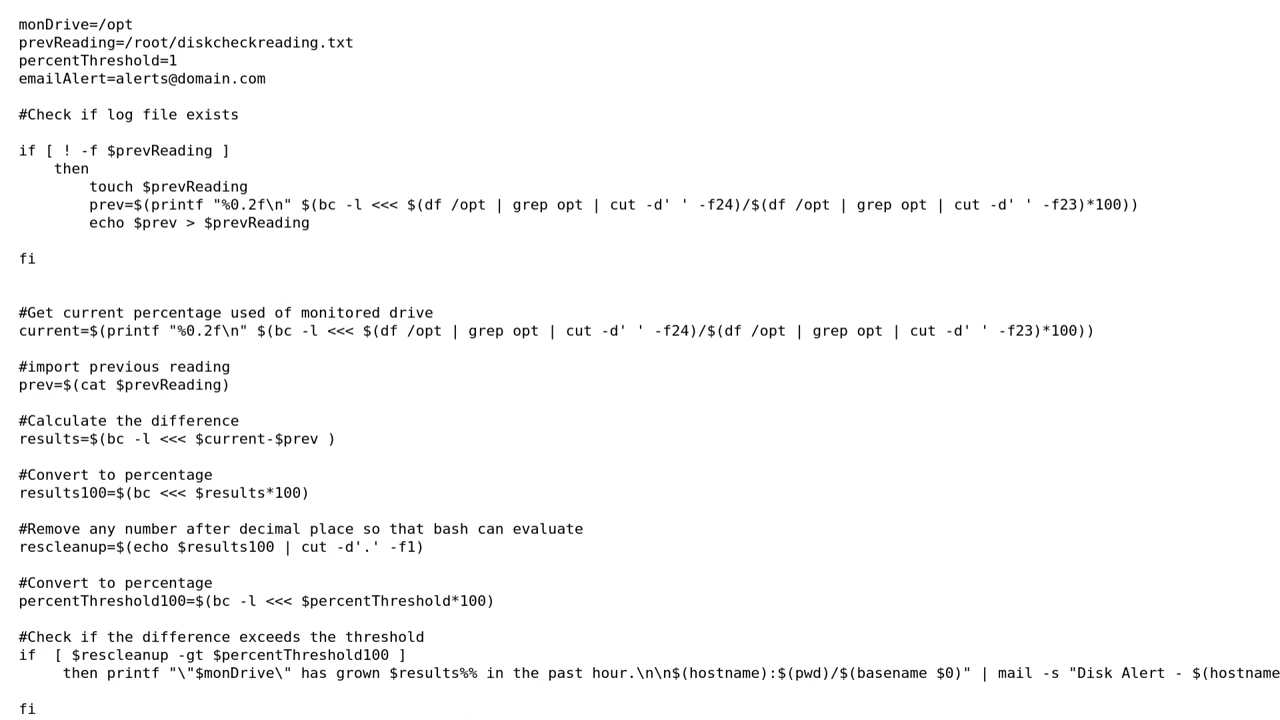 monDrive=/opt
prevReading=/root/diskcheckreading.txt
percentThreshold=1
emailAlert=alerts@domain.com
#Check if log file exists
if [ ! -f $prevReading ]
then
touch $prevReading
prev=$(printf "%0.2f\n" $(bc -l <<< $(df /opt | grep opt | cut -d' ' -f24)/$(df /opt | grep opt | cut -d' ' -f23)*100))
echo $prev > $prevReading
fi
#Get current percentage used of monitored drive
current=$(printf "%0.2f\n" $(bc -l <<< $(df /opt | grep opt | cut -d' ' -f24)/$(df /opt | grep opt | cut -d' ' -f23)*100))
#import previous reading
prev=$(cat $prevReading)
#Calculate the difference
results=$(bc -l <<< $current-$prev )
#Convert to percentage
results100=$(bc <<< $results*100)
#Remove any number after decimal place so that bash can evaluate
rescleanup=$(echo $results100 | cut -d'.' -f1)
#Convert to percentage
percentThreshold100=$(bc -l <<< $percentThreshold*100)
#Check if the difference exceeds the threshold
if  [ $rescleanup -gt $percentThreshold100 ]
then printf "\"$monDrive\" has grown $results%% in the past hour.\n\n$(hostname):$(pwd)/$(basename $0)" | mail -s "Disk Alert - $(hostname
fi